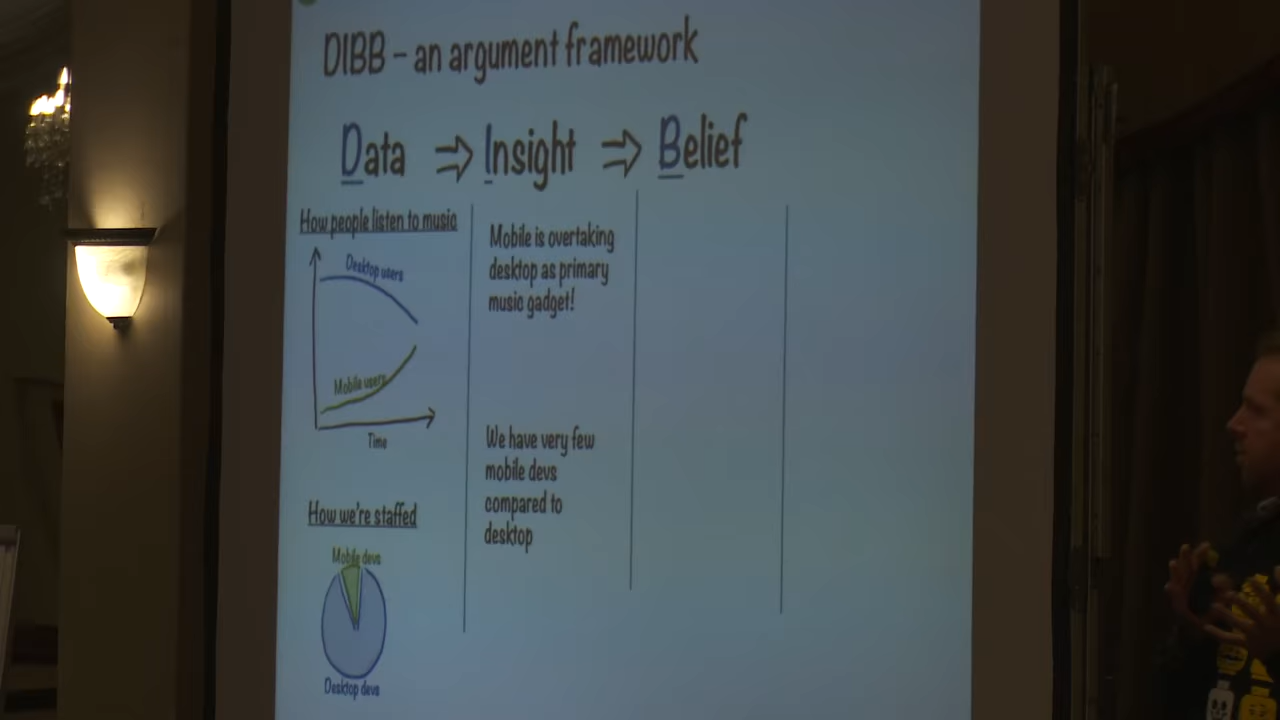 DIBB – an argument framework
Data ⇒ Insight ⇒ Belief
How people listen to music
Desktop users
Mobile users
Time
How we're staffed
Mobile devs
Desktop devs
Mobile is overtaking
desktop as primary
music gadget!
We have very few
mobile devs
compared to
desktop